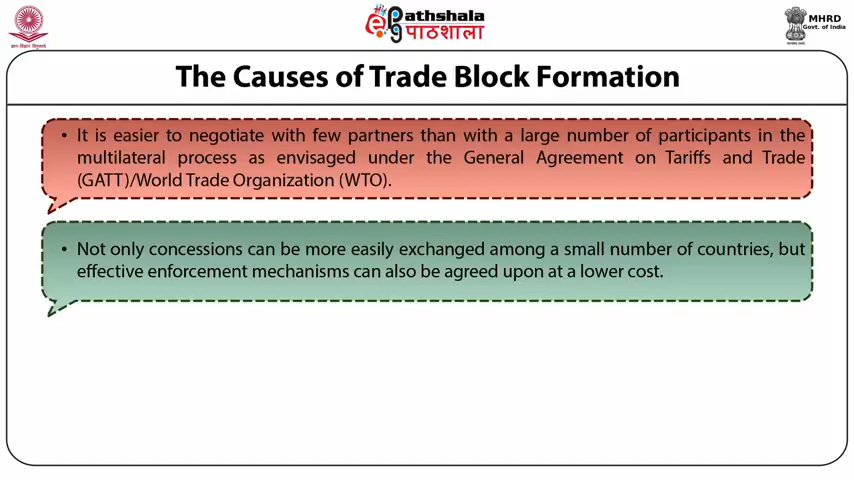 ePathshala
पाठशाला
MHRD
Govt. of India
The Causes of Trade Block Formation
• It is easier to negotiate with few partners than with a large number of participants in the
multilateral process as envisaged under the General Agreement on Tariffs and Trade
(GATT)/World Trade Organization (WTO).
• Not only concessions can be more easily exchanged among a small number of countries, but
effective enforcement mechanisms can also be agreed upon at a lower cost.